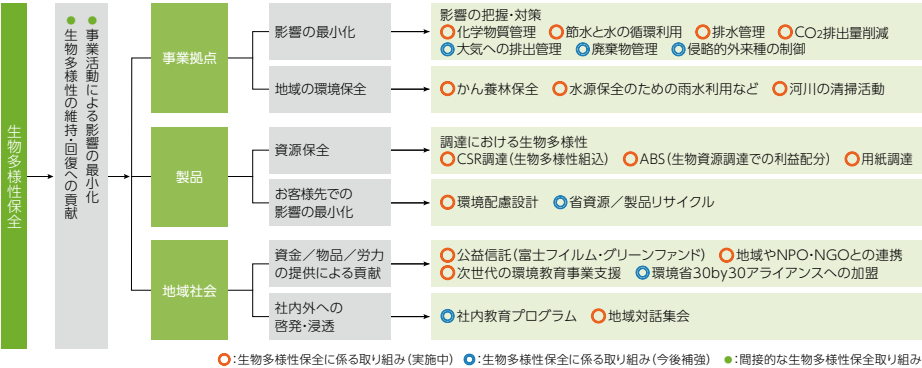 生物多様性保全
●事業活動による影響の最小化
●生物多様性の維持・回復への貢献
事業拠点
影響の最小化
影響の把握・対策
○化学物質管理 ○節水と水の循環利用 ○排水管理 ○CO2排出量削減
◎大気への排出管理 ◎廃棄物管理 ◎侵略的外来種の制御
地域の環境保全
○かん養林保全 ○水源保全のための雨水利用など ○河川の清掃活動
製品
資源保全
調達における生物多様性
○CSR調達(生物多様性組込) ○ABS(生物資源調達での利益配分) ○用紙調達
お客様先での
影響の最小化
○環境配慮設計 ◎省資源/製品リサイクル
地域社会
資金/物品/労力
の提供による貢献
○公益信託(富士フイルム・グリーンファンド) ○地域やNPO・NGOとの連携
○次世代の環境教育事業支援 ◎環境省30by30アライアンスへの加盟
社内外への
啓発・浸透
◎社内教育プログラム ○地域対話集会
○:生物多様性保全に係る取り組み(実施中) ◎:生物多様性保全に係る取り組み(今後補強) ●:間接的な生物多様性保全取り組み